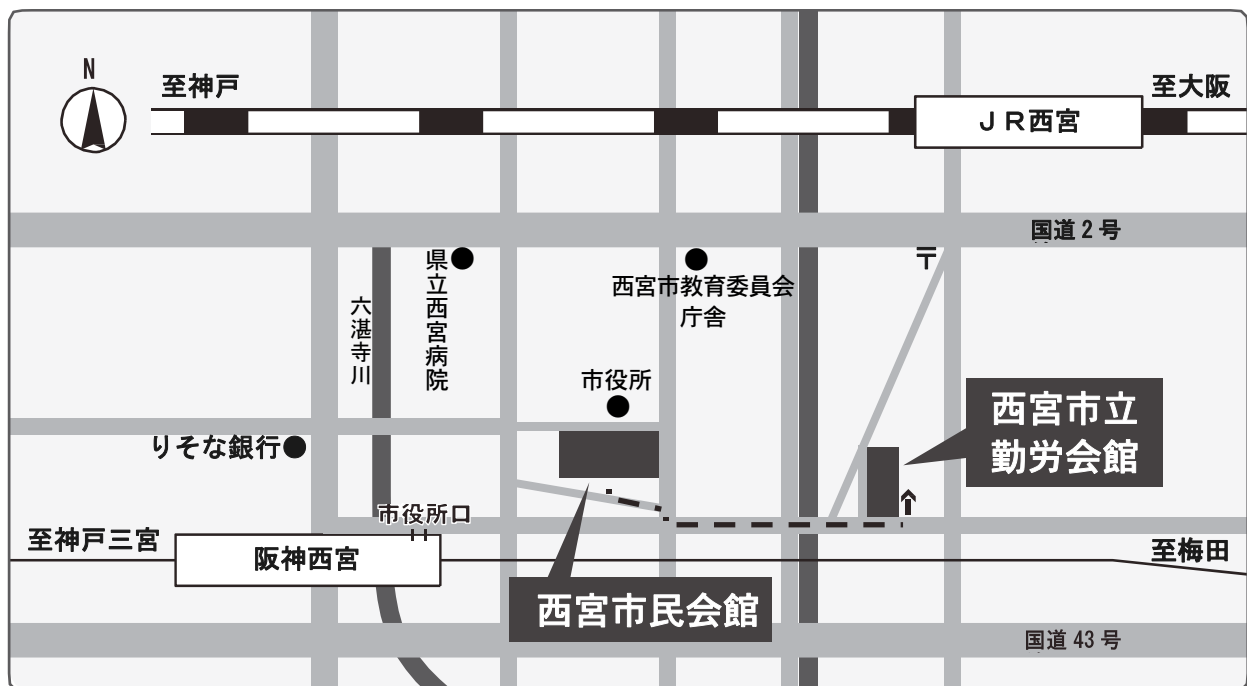 N
至神戸
至大阪
ＪＲ西宮
国道2号
〒
県立西宮病院
西宮市教育委員会
庁舎
六湛寺川
市役所
西宮市立
勤労会館
りそな銀行
市役所口
至神戸三宮
阪神西宮
至梅田
西宮市民会館
国道43号